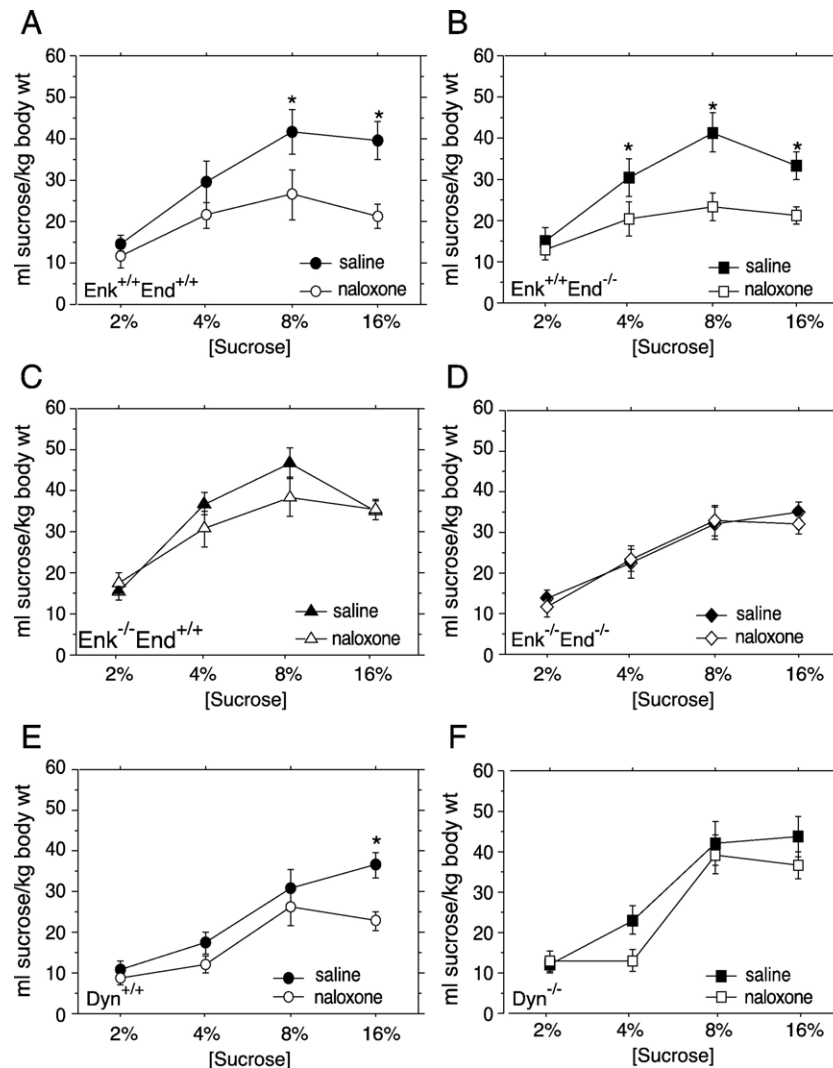 A
ml sucrose/kg body wt
60
50
40
30
20
10
0
*
*
saline
naloxone
Enk+/+End+/+
2% 4% 8% 16%
[Sucrose]
B
ml sucrose/kg body wt
60
50
40
30
20
10
0
*
*
*
saline
naloxone
Enk+/+End-/-
2% 4% 8% 16%
[Sucrose]
C
ml sucrose/kg body wt
60
50
40
30
20
10
0
saline
naloxone
Enk-/-End+/+
2% 4% 8% 16%
[Sucrose]
D
ml sucrose/kg body wt
60
50
40
30
20
10
0
saline
naloxone
Enk-/-End-/-
2% 4% 8% 16%
[Sucrose]
E
ml sucrose/kg body wt
60
50
40
30
20
10
0
*
saline
naloxone
Dyn+/+
2% 4% 8% 16%
[Sucrose]
F
ml sucrose/kg body wt
60
50
40
30
20
10
0
saline
naloxone
Dyn-/-
2% 4% 8% 16%
[Sucrose]